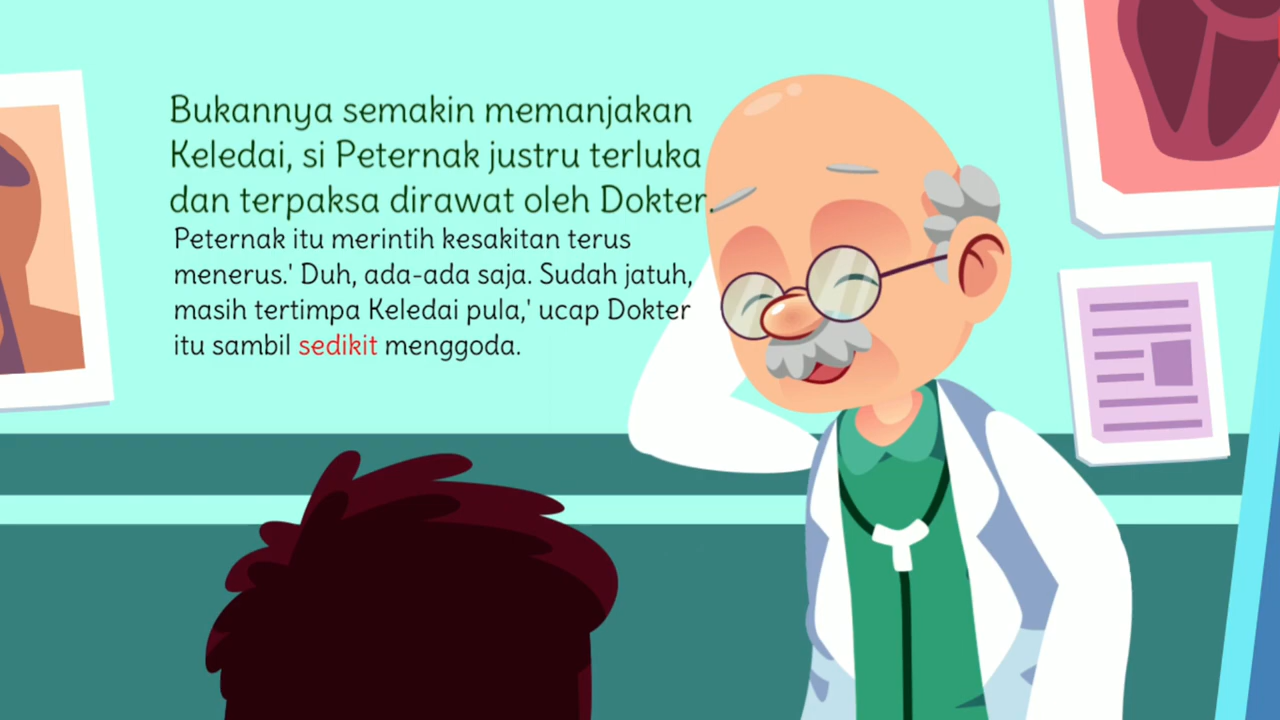 Bukannya semakin memanjakan
Keledai, si Peternak justru terluka
dan terpaksa dirawat oleh Dokter.
Peternak itu merintih kesakitan terus
menerus.' Duh, ada-ada saja. Sudah jatuh,
masih tertimpa Keledai pula,' ucap Dokter
itu sambil sedikit menggoda.